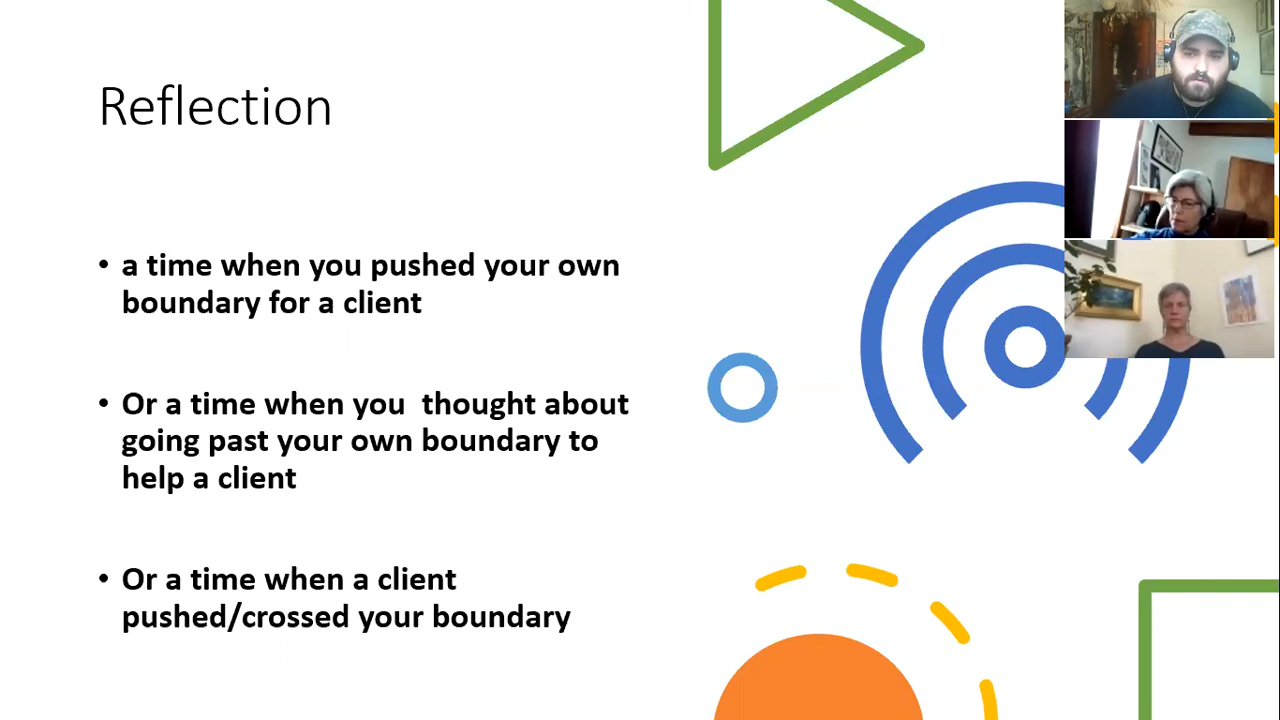 Reflection
• a time when you pushed your own
boundary for a client
• Or a time when you  thought about
going past your own boundary to
help a client
• Or a time when a client
pushed/crossed your boundary